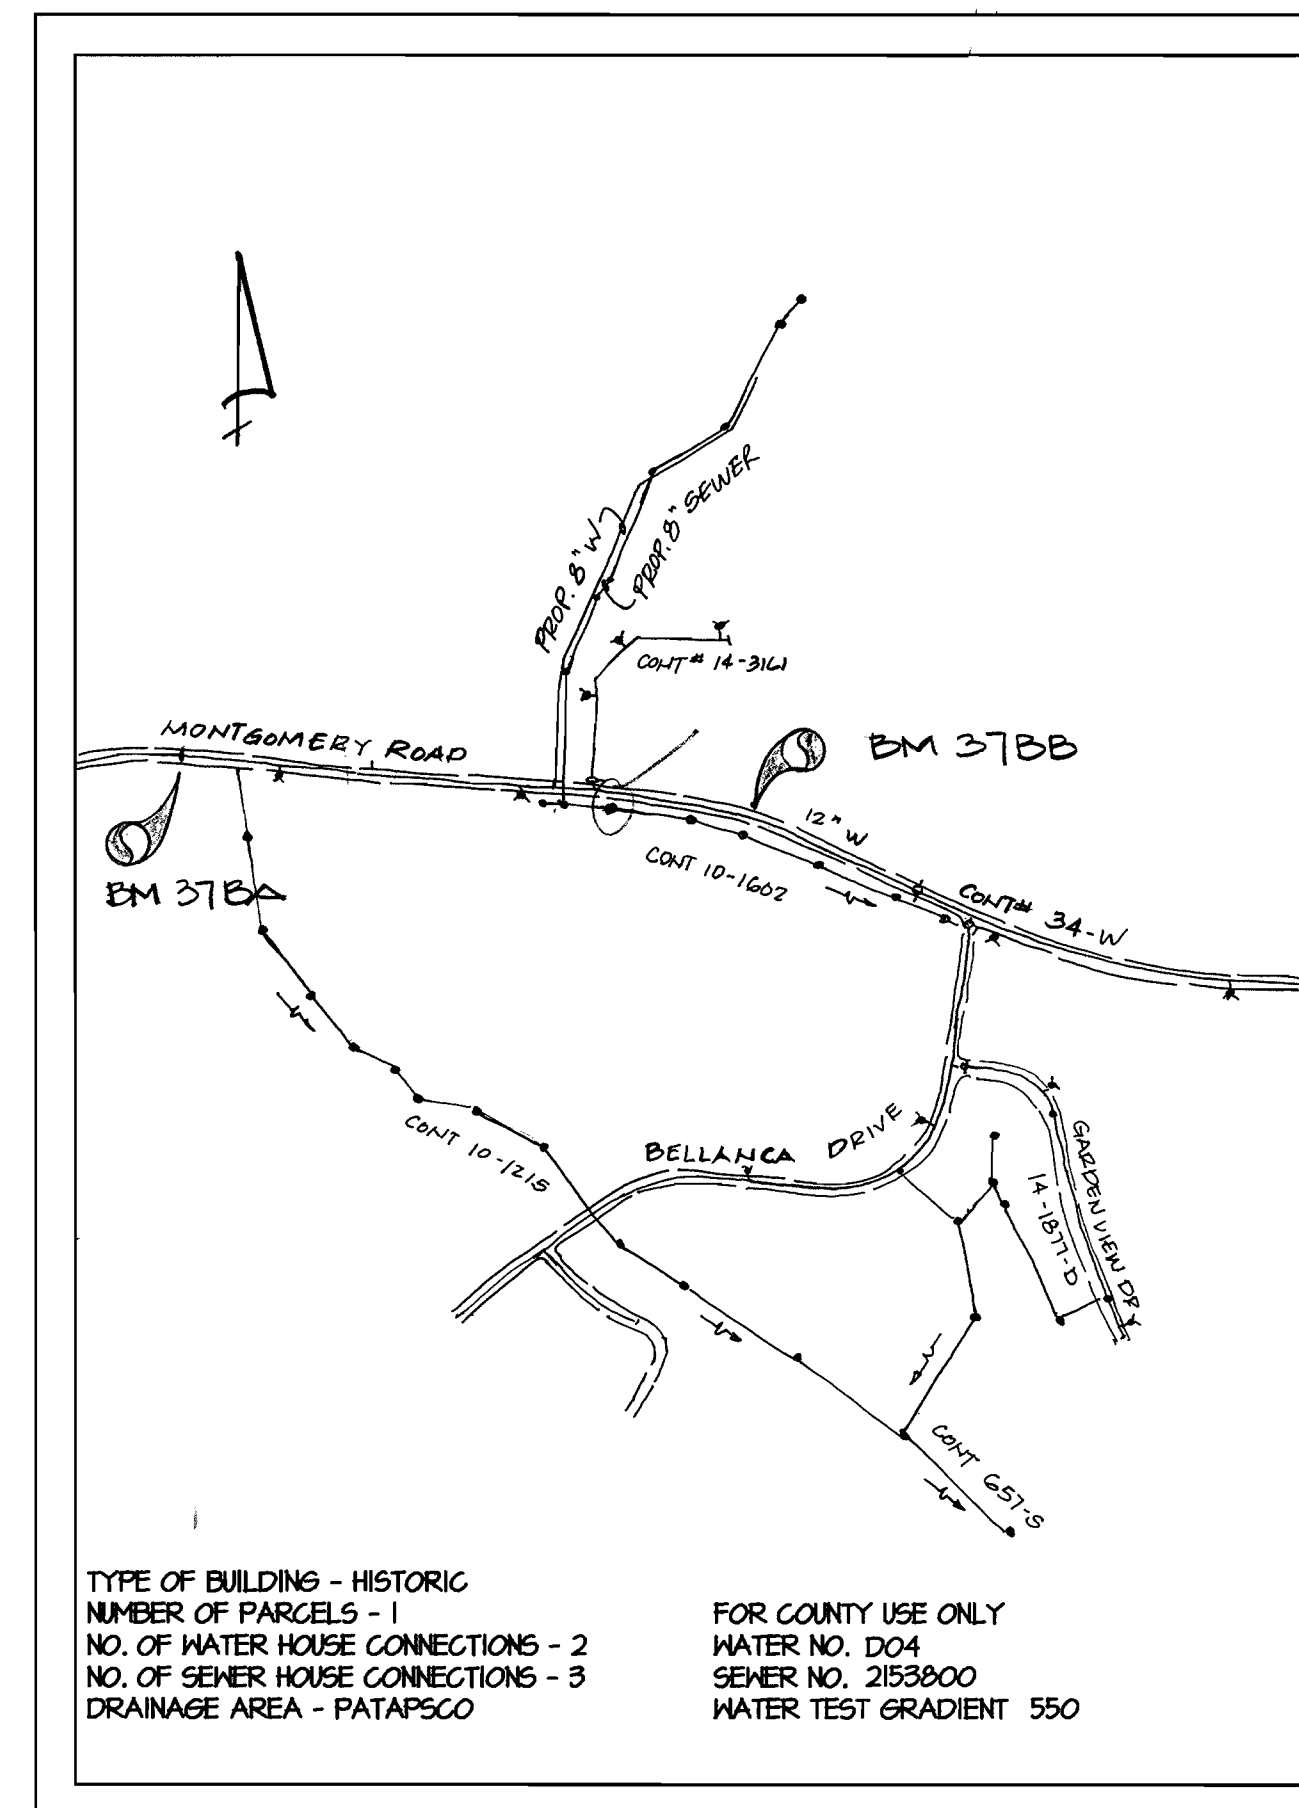 PROP. 8" W
PROP. 8" SEWER
CONT# 14-3161
MONTGOMERY ROAD
BM 37BB
12" W
BM 37BA
CONT 10-1602
CONT# 34-W
CONT 10-1215
BELLANCA DRIVE
GARDEN VIEW DRY
14-1877-D
CONT 657-S
TYPE OF BUILDING - HISTORIC
NUMBER OF PARCELS - 1
NO. OF WATER HOUSE CONNECTIONS - 2
NO. OF SEWER HOUSE CONNECTIONS - 3
DRAINAGE AREA - PATAPSCO
FOR COUNTY USE ONLY
WATER NO. D04
SEWER NO. 2153800
WATER TEST GRADIENT 550